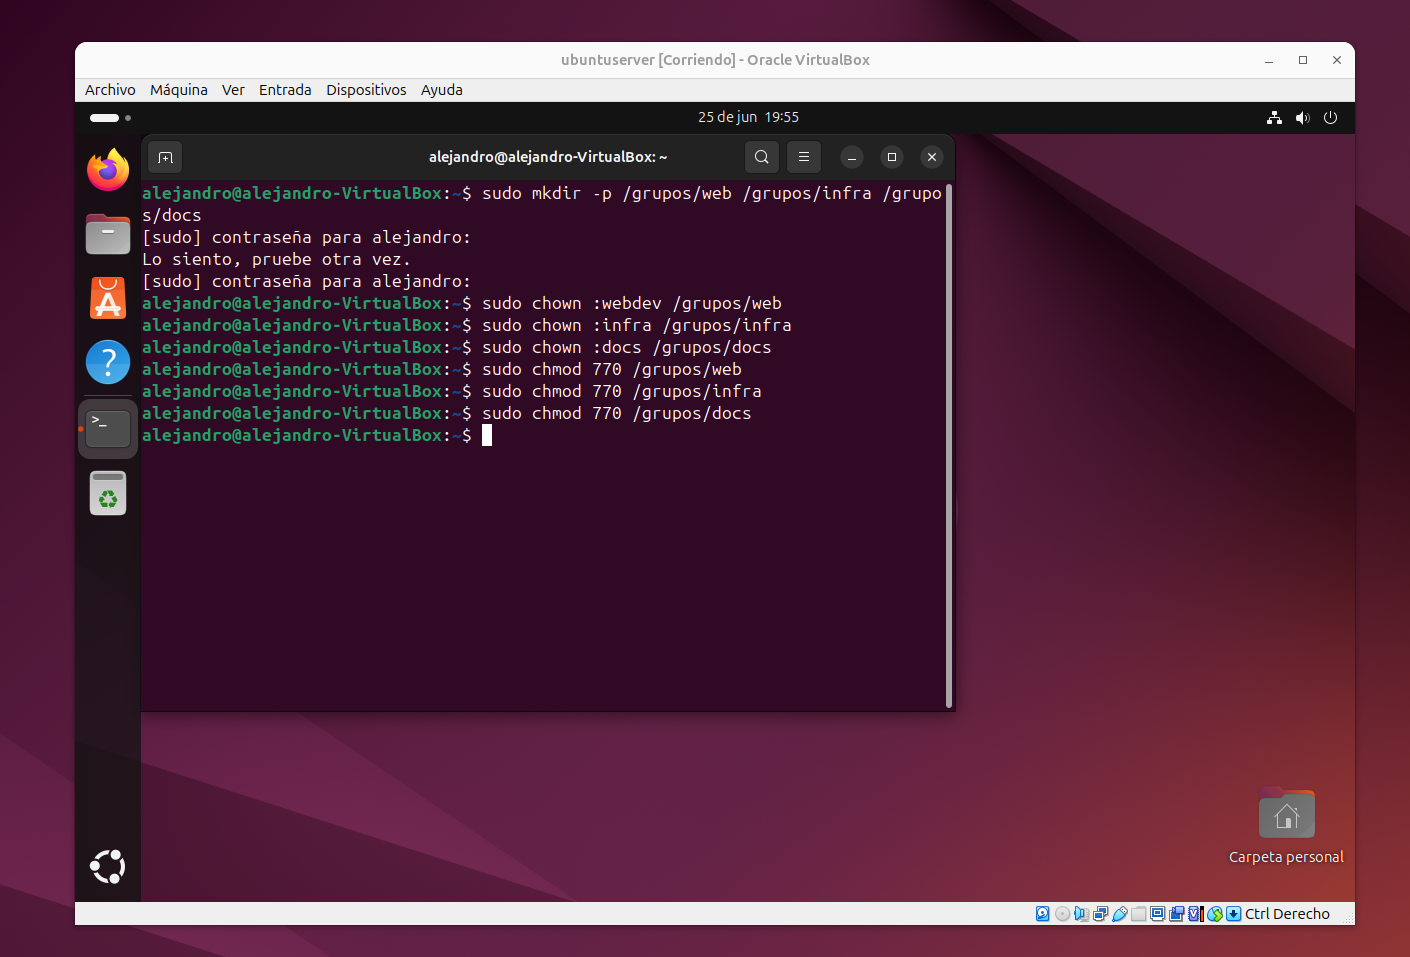 ubuntuserver [Corriendo] - Oracle VirtualBox
Archivo Máquina Ver Entrada Dispositivos Ayuda
25 de jun 19:55
alejandro@alejandro-VirtualBox: ~
alejandro@alejandro-VirtualBox:~$ sudo mkdir -p /grupos/web /grupos/infra /grupo
s/docs
[sudo] contraseña para alejandro:
Lo siento, pruebe otra vez.
[sudo] contraseña para alejandro:
alejandro@alejandro-VirtualBox:~$ sudo chown :webdev /grupos/web
alejandro@alejandro-VirtualBox:~$ sudo chown :infra /grupos/infra
alejandro@alejandro-VirtualBox:~$ sudo chown :docs /grupos/docs
alejandro@alejandro-VirtualBox:~$ sudo chmod 770 /grupos/web
alejandro@alejandro-VirtualBox:~$ sudo chmod 770 /grupos/infra
alejandro@alejandro-VirtualBox:~$ sudo chmod 770 /grupos/docs
alejandro@alejandro-VirtualBox:~$
Carpeta personal
Ctrl Derecho